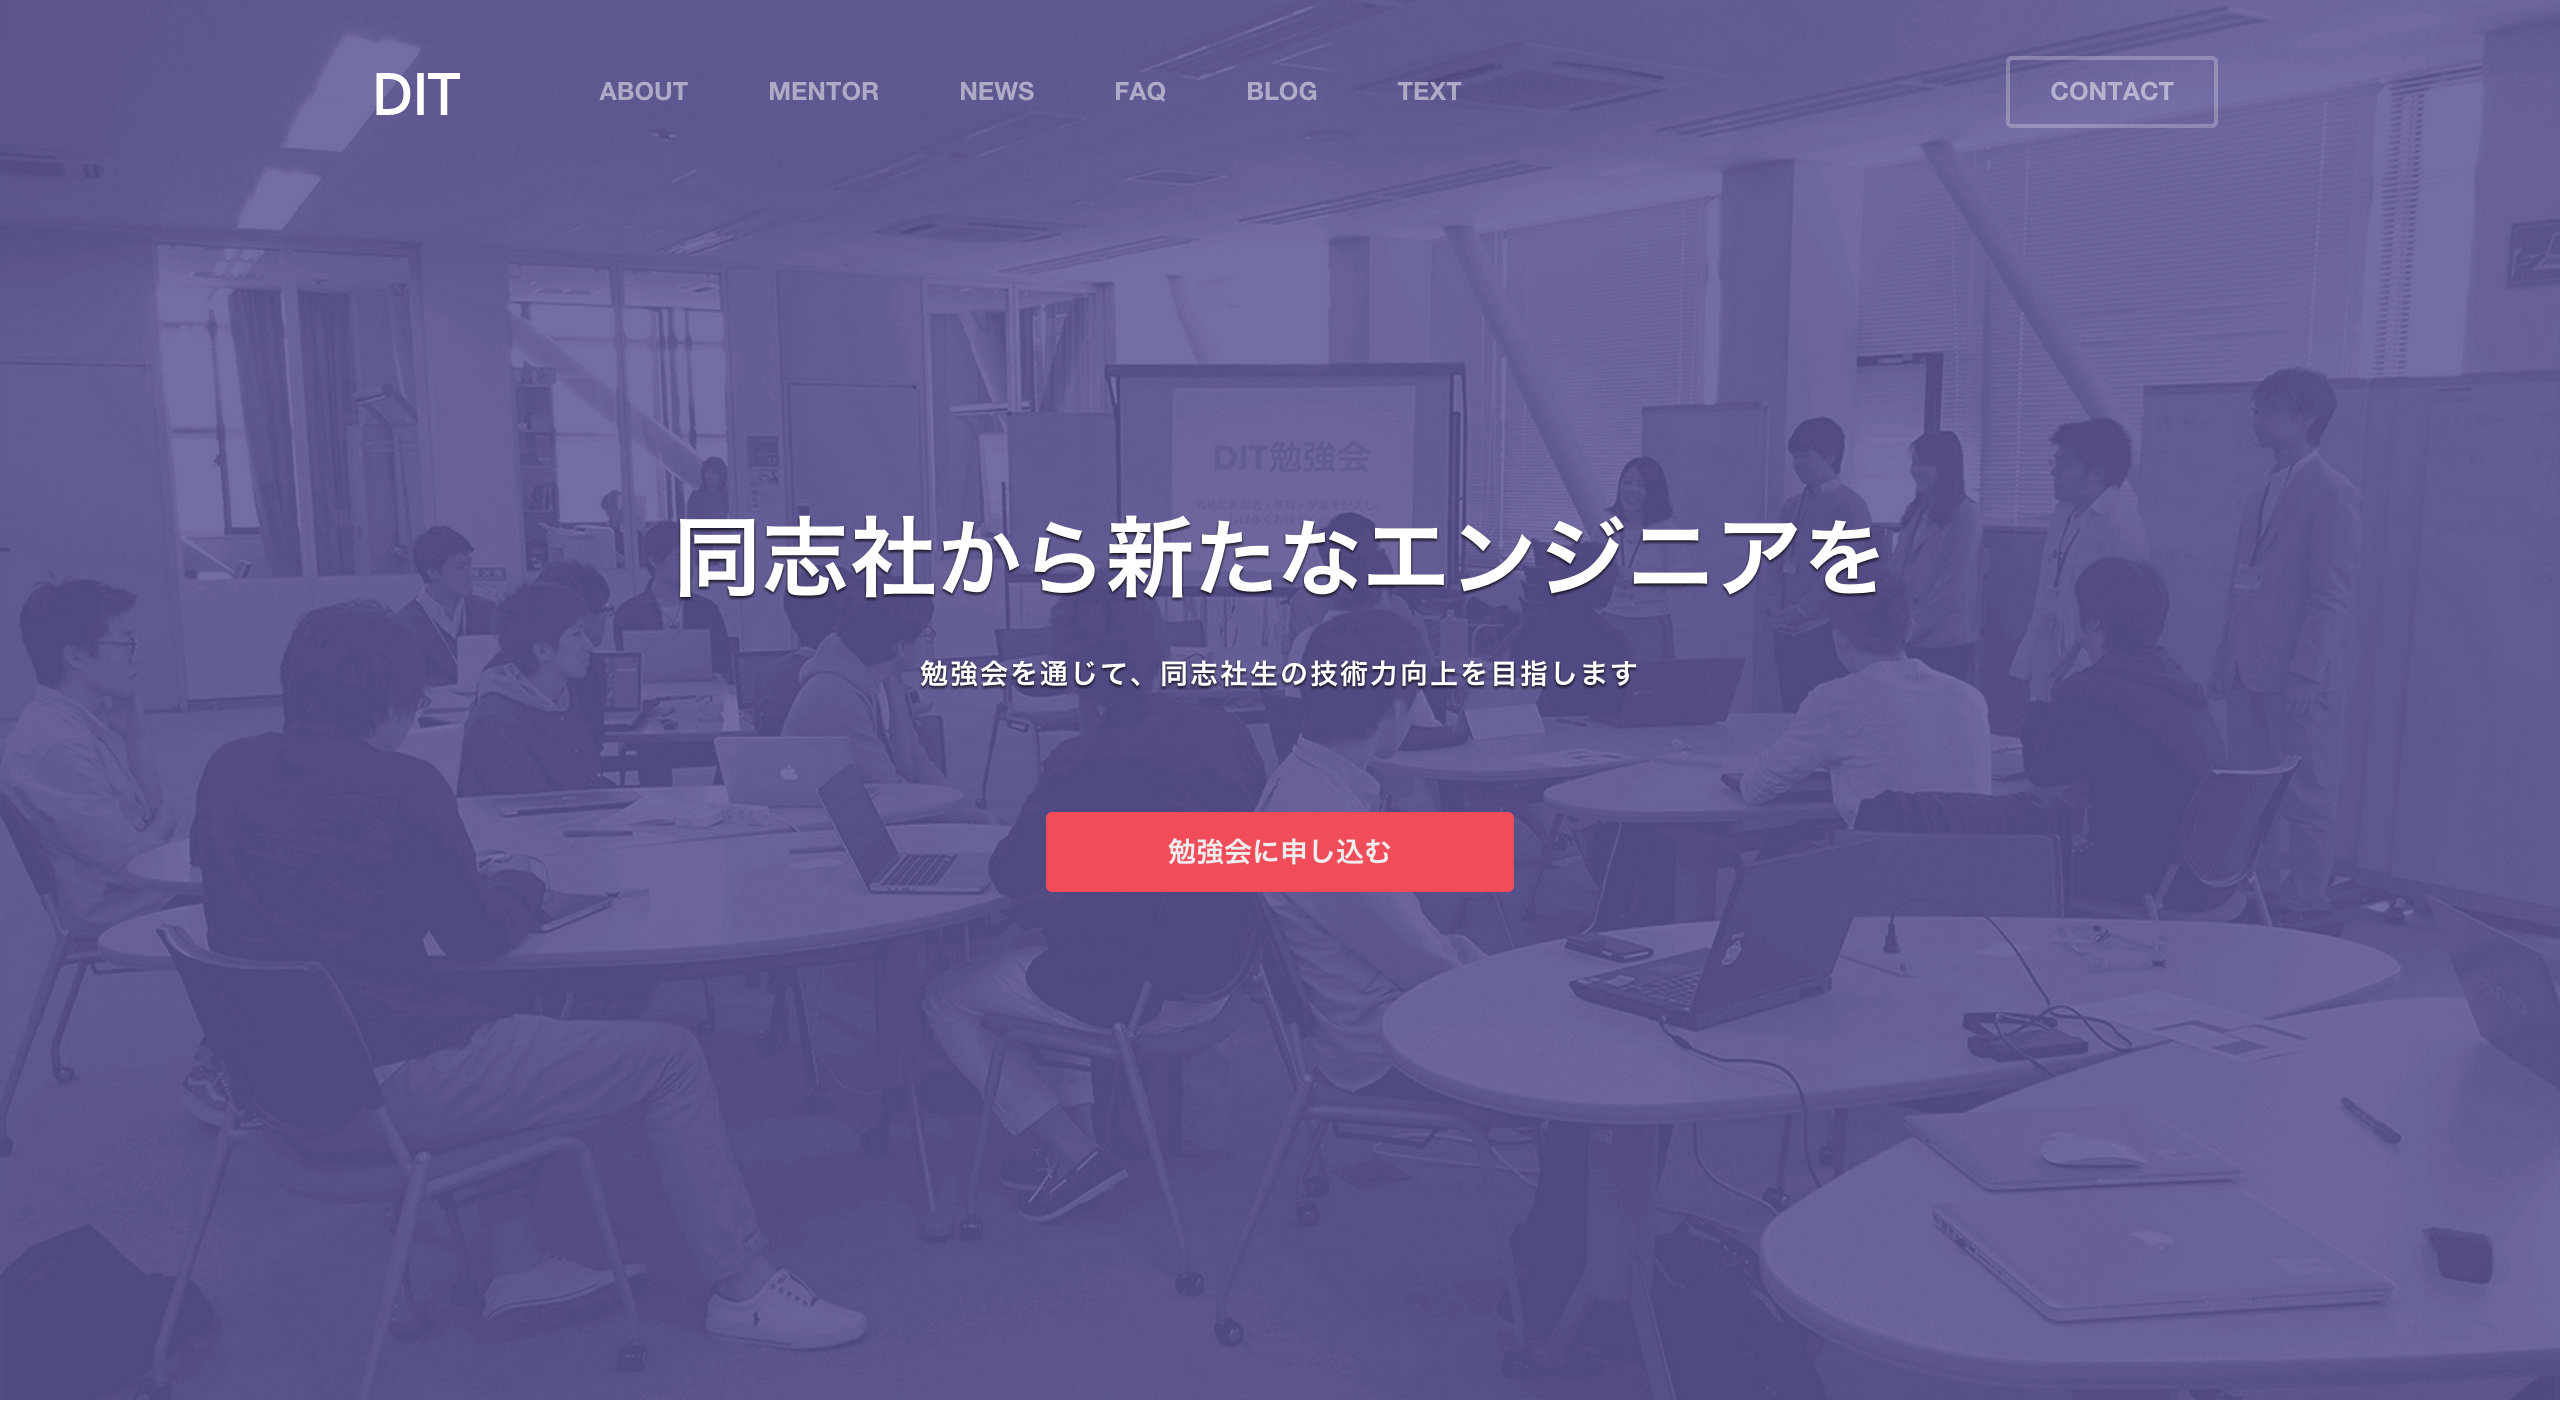 DIT
ABOUT
MENTOR
NEWS
FAQ
BLOG
TEXT
CONTACT
DIT勉強会
同志社から新たなエンジニアを
勉強会を通じて、同志社生の技術力向上を目指します
勉強会に申し込む